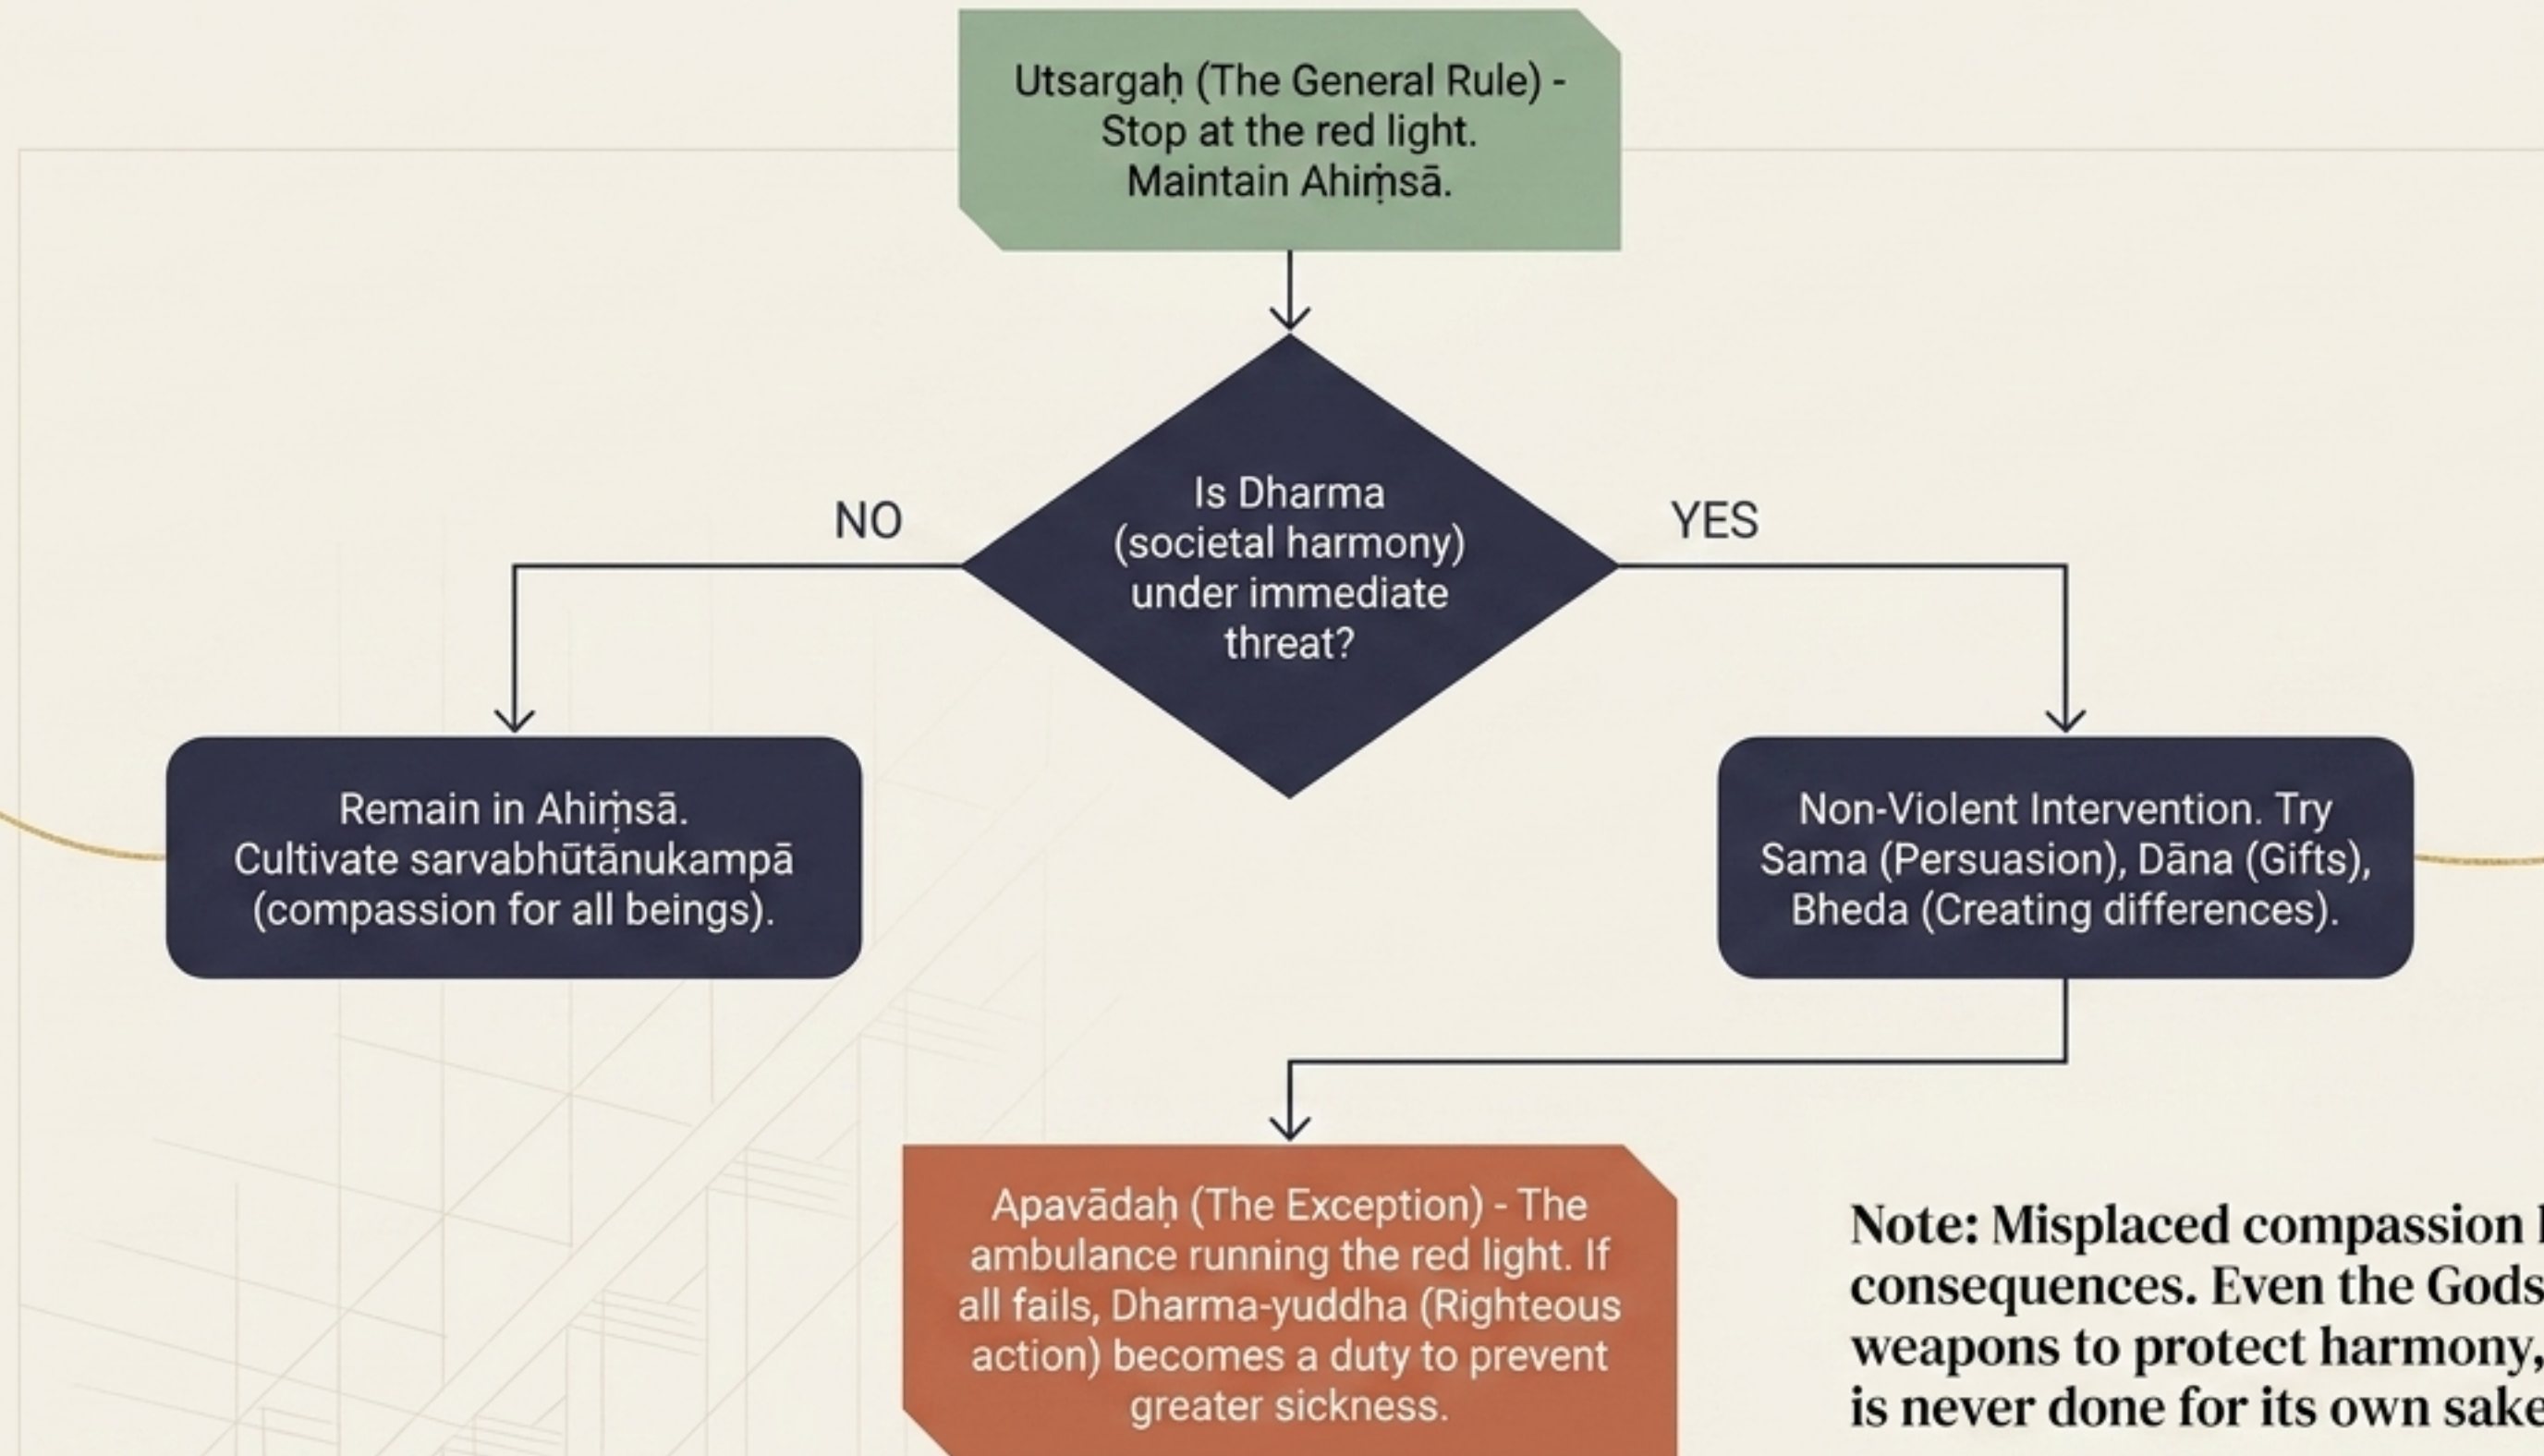 Utsargaḥ (The General Rule) -
Stop at the red light.
Maintain Ahiṁsā.
Is Dharma
(societal harmony)
under immediate
threat?
NO
YES
Remain in Ahiṁsā.
Cultivate sarvabhūtānukampā
(compassion for all beings).
Non-Violent Intervention. Try
Sama (Persuasion), Dāna (Gifts),
Bheda (Creating differences).
Apavādaḥ (The Exception) - The
ambulance running the red light. If
all fails, Dharma-yuddha (Righteous
action) becomes a duty to prevent
greater sickness.
Note: Misplaced compassion
consequences. Even the Gods
weapons to protect harmony,
is never done for its own sake